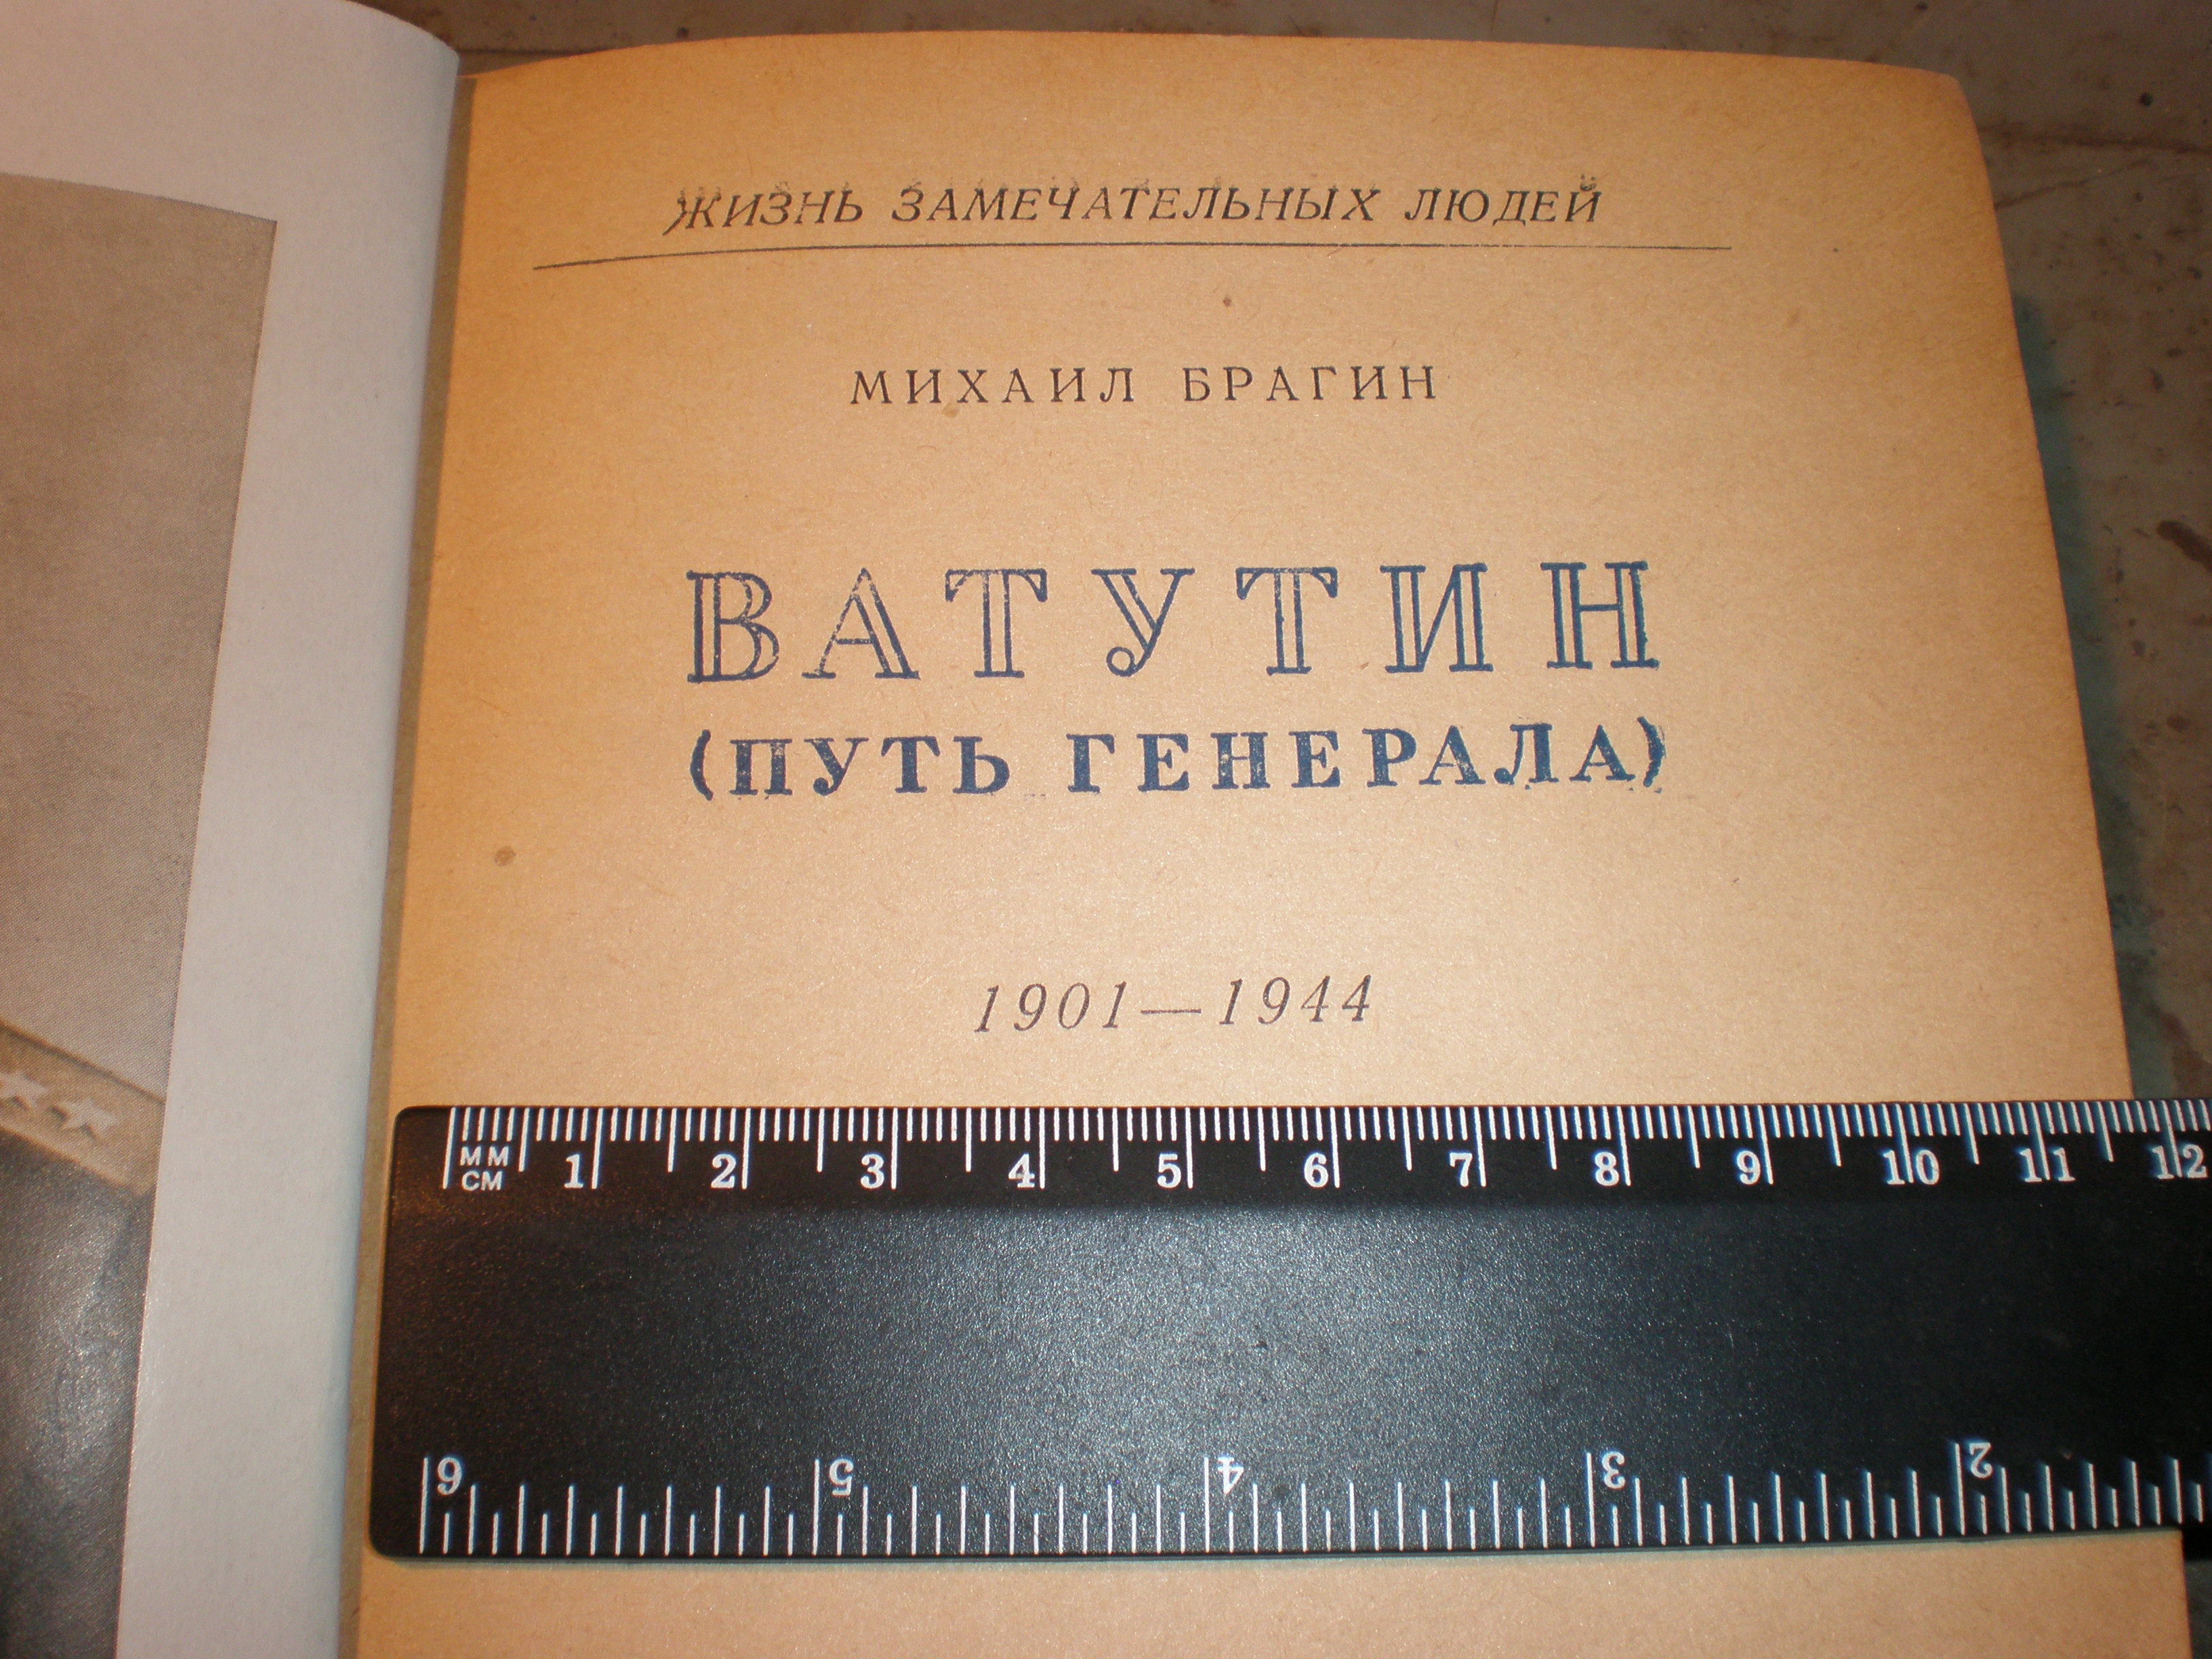 ЖИЗНЬ ЗАМЕЧАТЕЛЬНЫХ ЛЮДЕЙ
МИХАИЛ БРАГИН
ВАТУТИН
(ПУТЬ ГЕНЕРАЛА)
1901—1944
MM
CM
1 2 3 4 5 6 7 8 9 10 11 12
6 5 4 3 2